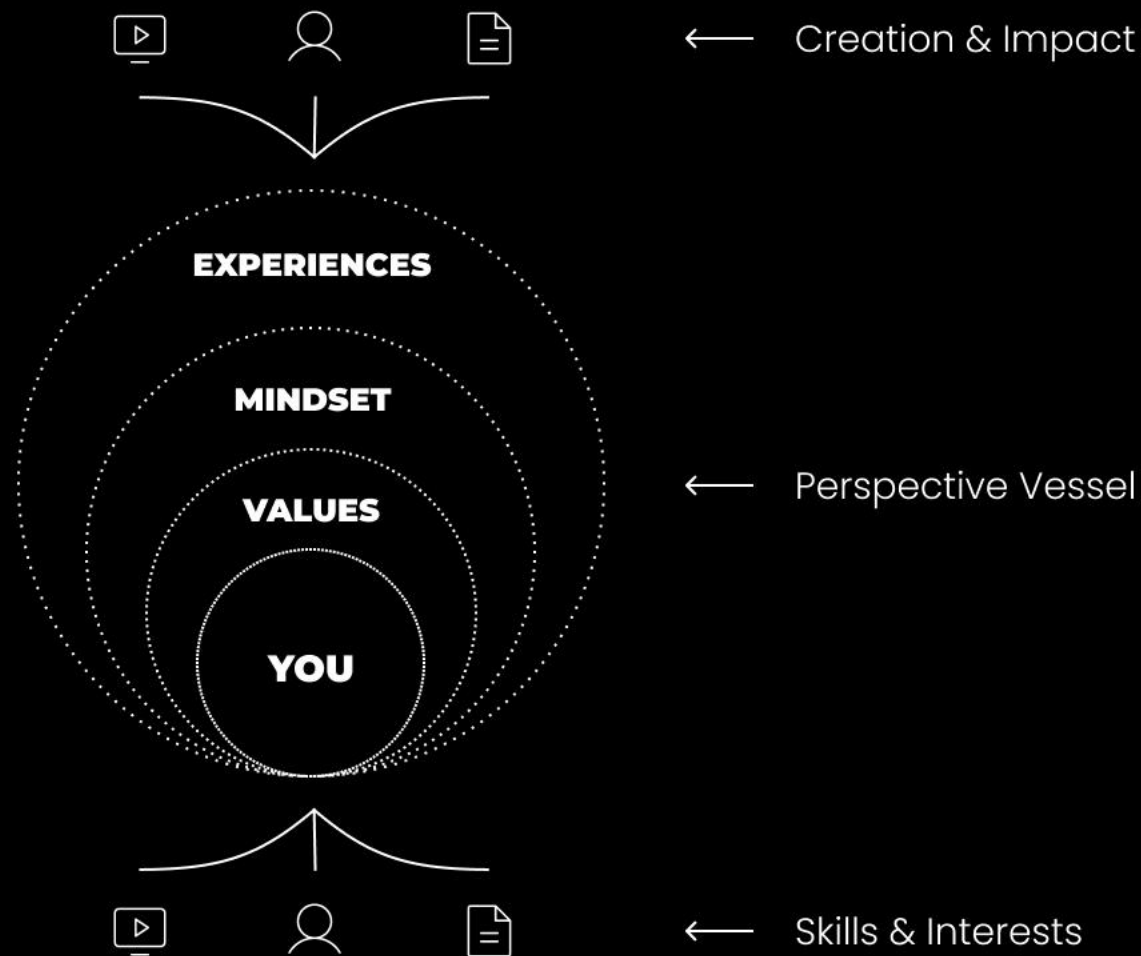 Creation & Impact
EXPERIENCES
MINDSET
Perspective Vessel
VALUES
YOU
Skills & Interests